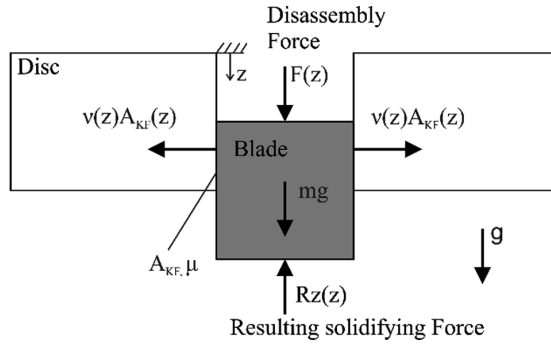 Disassembly
Force
Disc
z
F(z)
ν(z)A_KF(z)
ν(z)A_KF(z)
Blade
mg
g
A_KF, μ
Rz(z)
Resulting solidifying Force